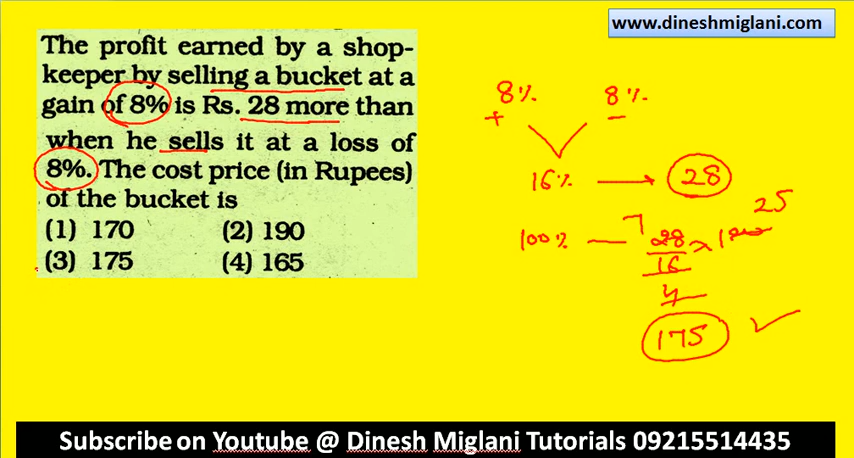 www.dineshmiglani.com
The profit earned by a shop-
keeper by selling a bucket at a
gain of 8% is Rs. 28 more than
when he sells it at a loss of
8%. The cost price (in Rupees)
of the bucket is
(1) 170 (2) 190
(3) 175 (4) 165
8% 8%
+ −
16% → 28
25
100% — 7 28 × 100
16
4
175 ✓
Subscribe on Youtube @ Dinesh Miglani Tutorials 09215514435